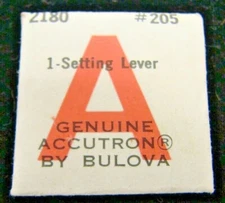 2180 #205
1-Setting Lever
A
GENUINE
ACCUTRON®
BY BULOVA